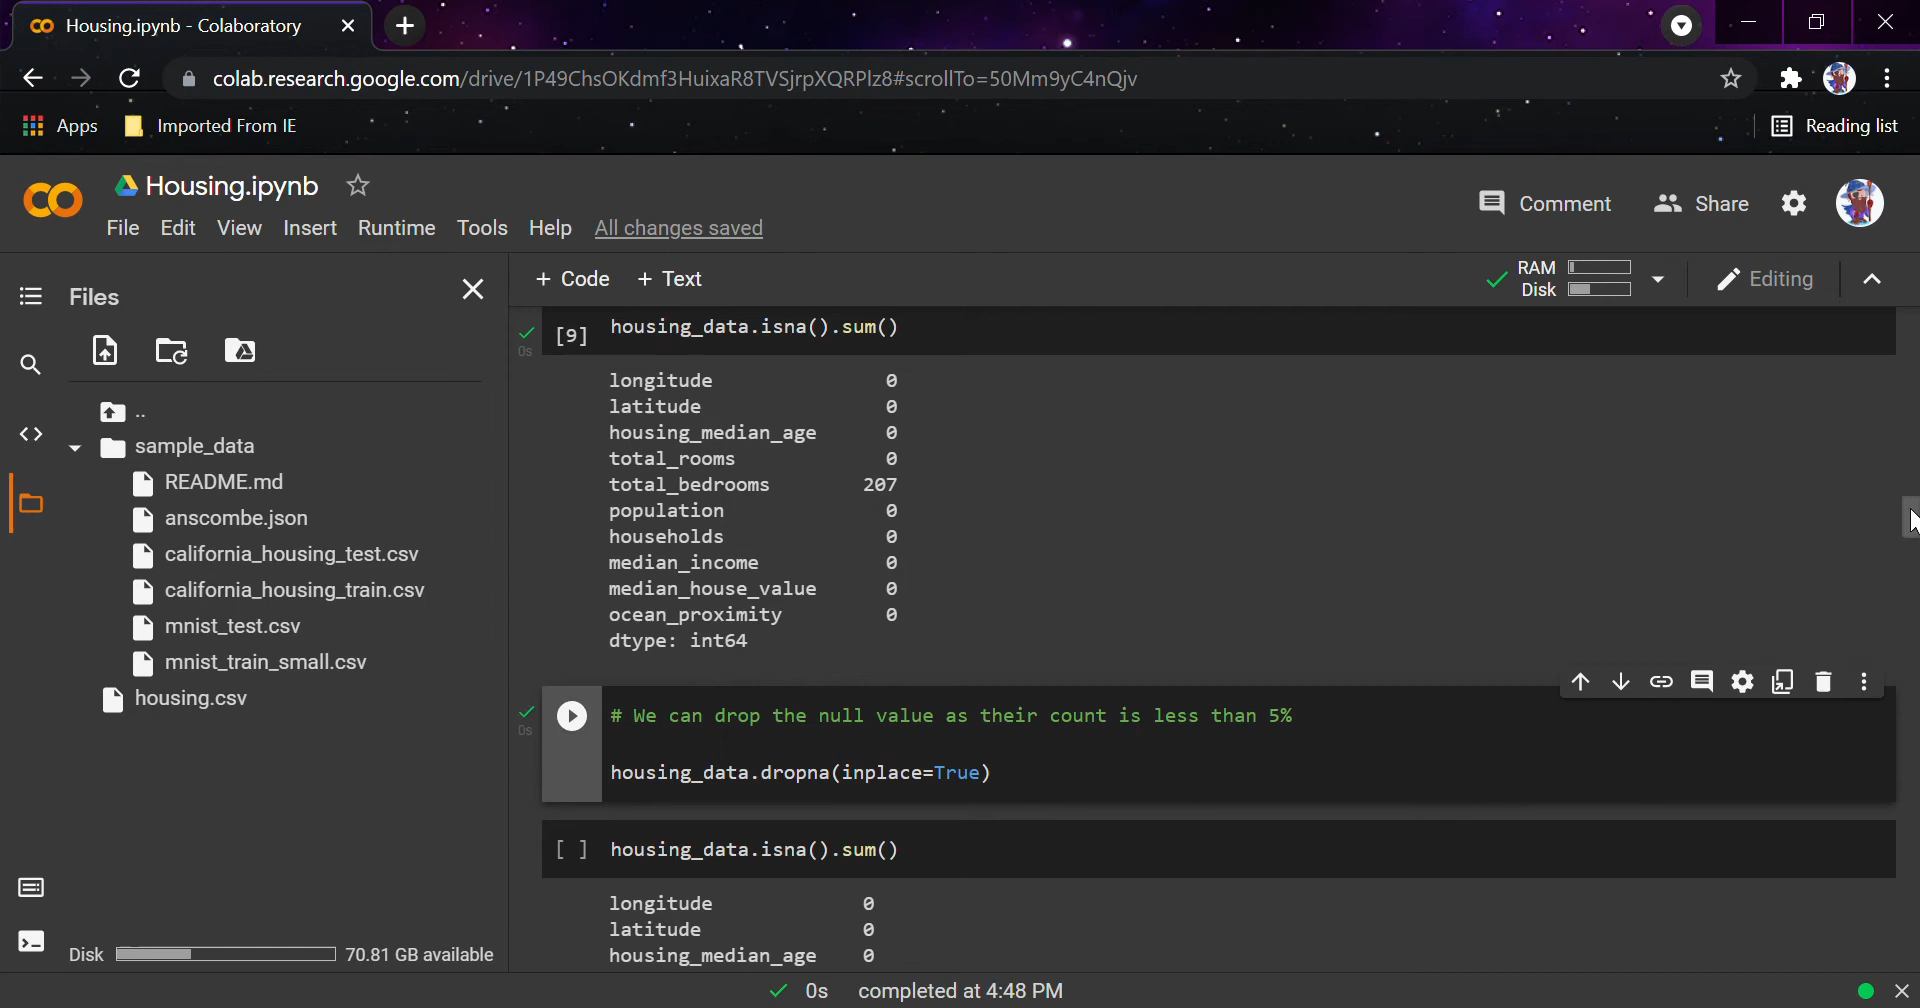 Housing.ipynb - Colaboratory
colab.research.google.com/drive/1P49ChsOKdmf3HuixaR8TVSjrpXQRPlz8#scrollTo=50Mm9yC4nQjv
Apps Imported From IE Reading list
Housing.ipynb
File Edit View Insert Runtime Tools Help All changes saved
Comment Share
Files
+ Code + Text
RAM
Disk
Editing
..
sample_data
README.md
anscombe.json
california_housing_test.csv
california_housing_train.csv
mnist_test.csv
mnist_train_small.csv
housing.csv
Disk 70.81 GB available
0s
[9] housing_data.isna().sum()
longitude 0
latitude 0
housing_median_age 0
total_rooms 0
total_bedrooms 207
population 0
households 0
median_income 0
median_house_value 0
ocean_proximity 0
dtype: int64
0s
# We can drop the null value as their count is less than 5%
housing_data.dropna(inplace=True)
[ ] housing_data.isna().sum()
longitude 0
latitude 0
housing_median_age 0
0s completed at 4:48 PM